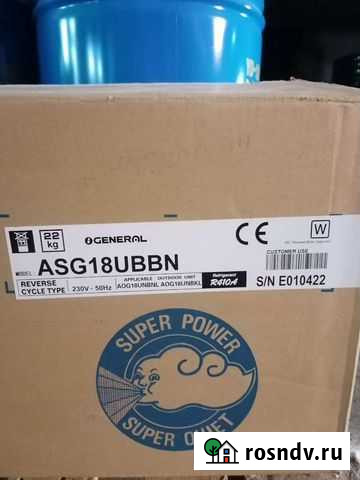 22 kg
GENERAL
CE
W
CUSTOMER USE
MODEL
ASG18UBBN
REVERSE CYCLE TYPE
230V - 50Hz
APPLICABLE OUTDOOR UNIT
AOG18UNBNL AOG18UNBKL
Refrigerant
R410A
S/N E010422
SUPER POWER
SUPER QUIET
rosndv.ru